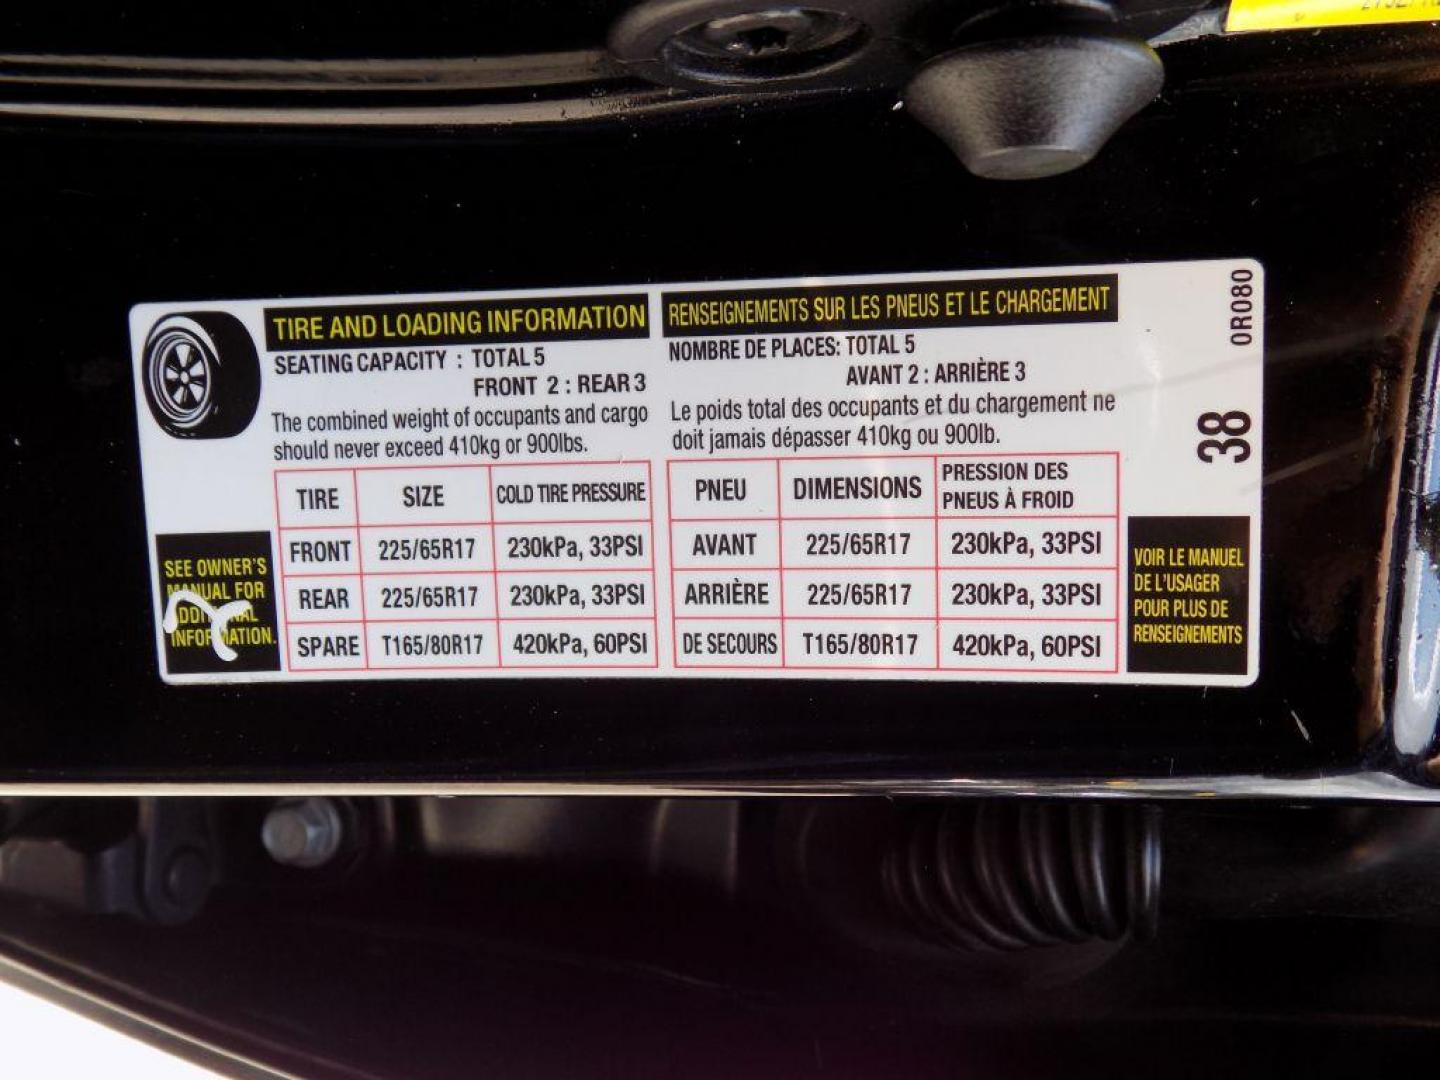 TIRE AND LOADING INFORMATION
SEATING CAPACITY : TOTAL 5
FRONT 2 : REAR 3
The combined weight of occupants and cargo
should never exceed 410kg or 900lbs.
TIRE SIZE COLD TIRE PRESSURE
FRONT 225/65R17 230kPa, 33PSI
REAR 225/65R17 230kPa, 33PSI
SPARE T165/80R17 420kPa, 60PSI
SEE OWNER'S
MANUAL FOR
ADDITIONAL
INFORMATION.
RENSEIGNEMENTS SUR LES PNEUS ET LE CHARGEMENT
NOMBRE DE PLACES: TOTAL 5
AVANT 2 : ARRIÈRE 3
Le poids total des occupants et du chargement ne
doit jamais dépasser 410kg ou 900lb.
PNEU DIMENSIONS PRESSION DES
PNEUS À FROID
AVANT 225/65R17 230kPa, 33PSI
ARRIÈRE 225/65R17 230kPa, 33PSI
DE SECOURS T165/80R17 420kPa, 60PSI
VOIR LE MANUEL
DE L'USAGER
POUR PLUS DE
RENSEIGNEMENTS
0R080
38